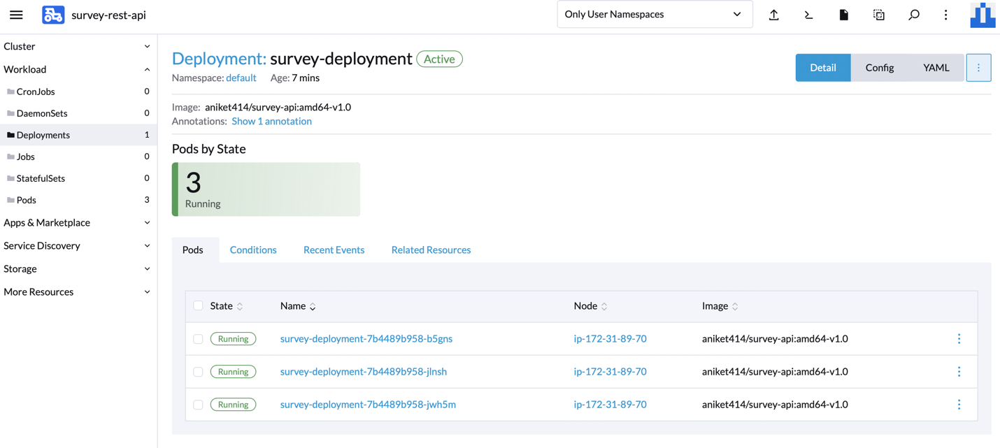 survey-rest-api
Only User Namespaces
Cluster
Workload
CronJobs 0
DaemonSets 0
Deployments 1
Jobs 0
StatefulSets 0
Pods 3
Apps & Marketplace
Service Discovery
Storage
More Resources
Deployment: survey-deployment Active
Namespace: default Age: 7 mins
Detail Config YAML
Image: aniket414/survey-api:amd64-v1.0
Annotations: Show 1 annotation
Pods by State
3
Running
Pods Conditions Recent Events Related Resources
State Name Node Image
Running survey-deployment-7b4489b958-b5gns ip-172-31-89-70 aniket414/survey-api:amd64-v1.0
Running survey-deployment-7b4489b958-jlnsh ip-172-31-89-70 aniket414/survey-api:amd64-v1.0
Running survey-deployment-7b4489b958-jwh5m ip-172-31-89-70 aniket414/survey-api:amd64-v1.0